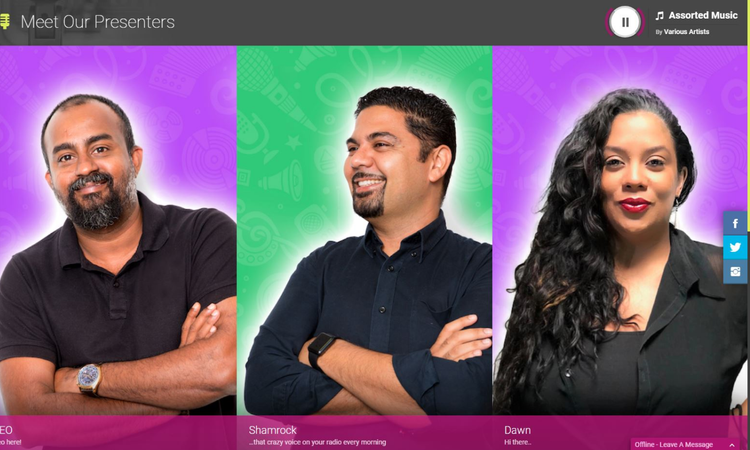 Meet Our Presenters
Assorted Music
By Various Artists
EO
eo here!
Shamrock
...that crazy voice on your radio every morning
Dawn
Hi there..
Offline - Leave A Message